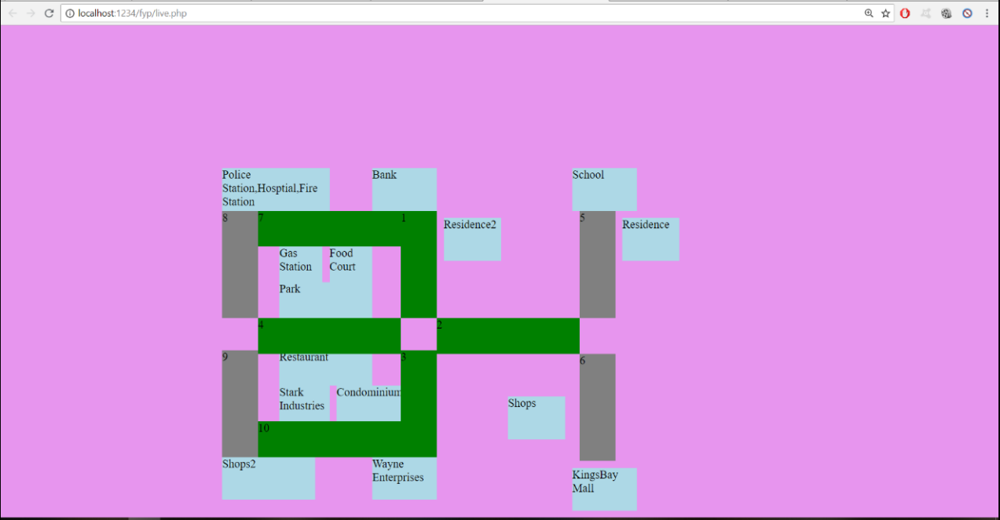 localhost:1234/fyp/live.php
Police
Station,Hosptial,Fire
Station
Bank
School
8
7
1
Residence2
5
Residence
Gas
Station
Food
Court
Park
4
2
9
Restaurant
3
6
Stark
Industries
Condominium
Shops
10
Shops2
Wayne
Enterprises
KingsBay
Mall